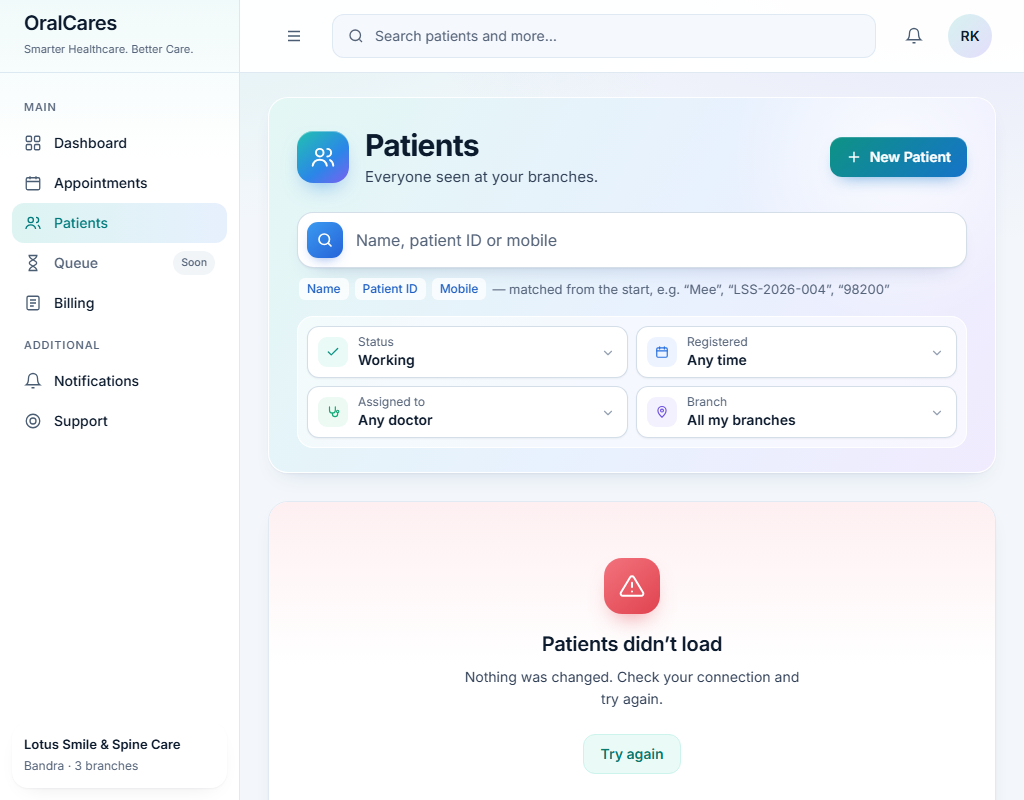 OralCares
Smarter Healthcare. Better Care.
Search patients and more...
RK
MAIN
Dashboard
Appointments
Patients
Queue
Soon
Billing
ADDITIONAL
Notifications
Support
Lotus Smile & Spine Care
Bandra · 3 branches
Patients
Everyone seen at your branches.
New Patient
Name, patient ID or mobile
Name Patient ID Mobile — matched from the start, e.g. “Mee”, “LSS-2026-004”, “98200”
Status
Working
Registered
Any time
Assigned to
Any doctor
Branch
All my branches
Patients didn’t load
Nothing was changed. Check your connection and
try again.
Try again